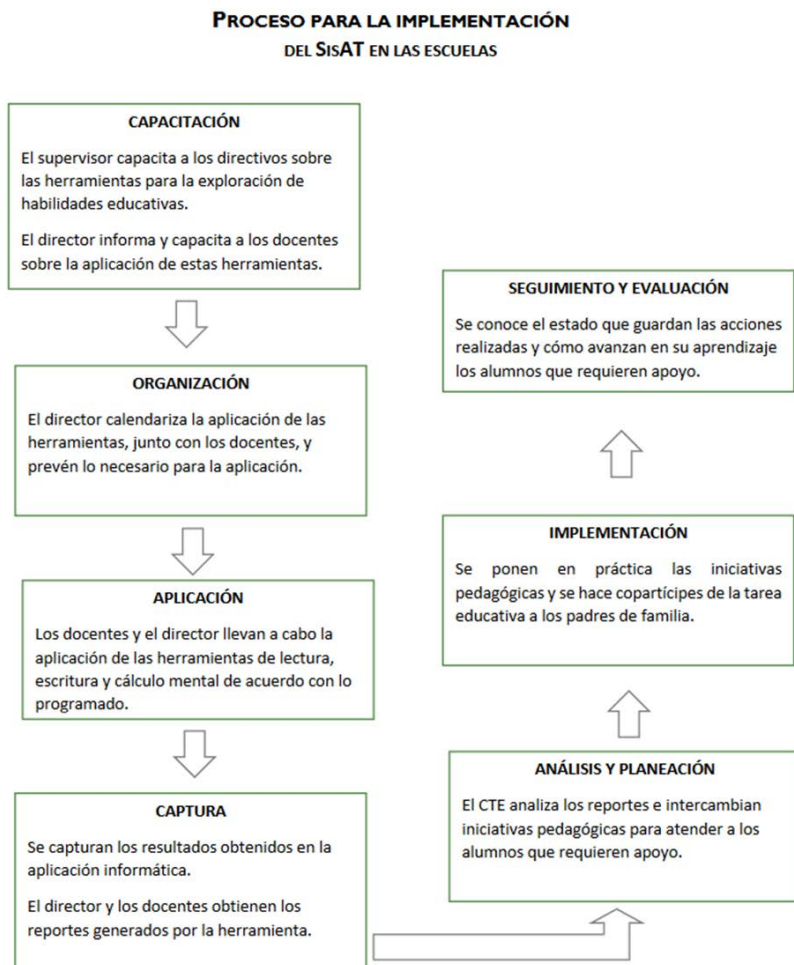 PROCESO PARA LA IMPLEMENTACIÓN
DEL SISAT EN LAS ESCUELAS
CAPACITACIÓN
El supervisor capacita a los directivos sobre
las herramientas para la exploración de
habilidades educativas.
El director informa y capacita a los docentes
sobre la aplicación de estas herramientas.
ORGANIZACIÓN
El director calendariza la aplicación de las
herramientas, junto con los docentes, y
prevén lo necesario para la aplicación.
APLICACIÓN
Los docentes y el director llevan a cabo la
aplicación de las herramientas de lectura,
escritura y cálculo mental de acuerdo con lo
programado.
CAPTURA
Se capturan los resultados obtenidos en la
aplicación informática.
El director y los docentes obtienen los
reportes generados por la herramienta.
ANÁLISIS Y PLANEACIÓN
El CTE analiza los reportes e intercambian
iniciativas pedagógicas para atender a los
alumnos que requieren apoyo.
IMPLEMENTACIÓN
Se ponen en práctica las iniciativas
pedagógicas y se hace copartícipes de la tarea
educativa a los padres de familia.
SEGUIMIENTO Y EVALUACIÓN
Se conoce el estado que guardan las acciones
realizadas y cómo avanzan en su aprendizaje
los alumnos que requieren apoyo.